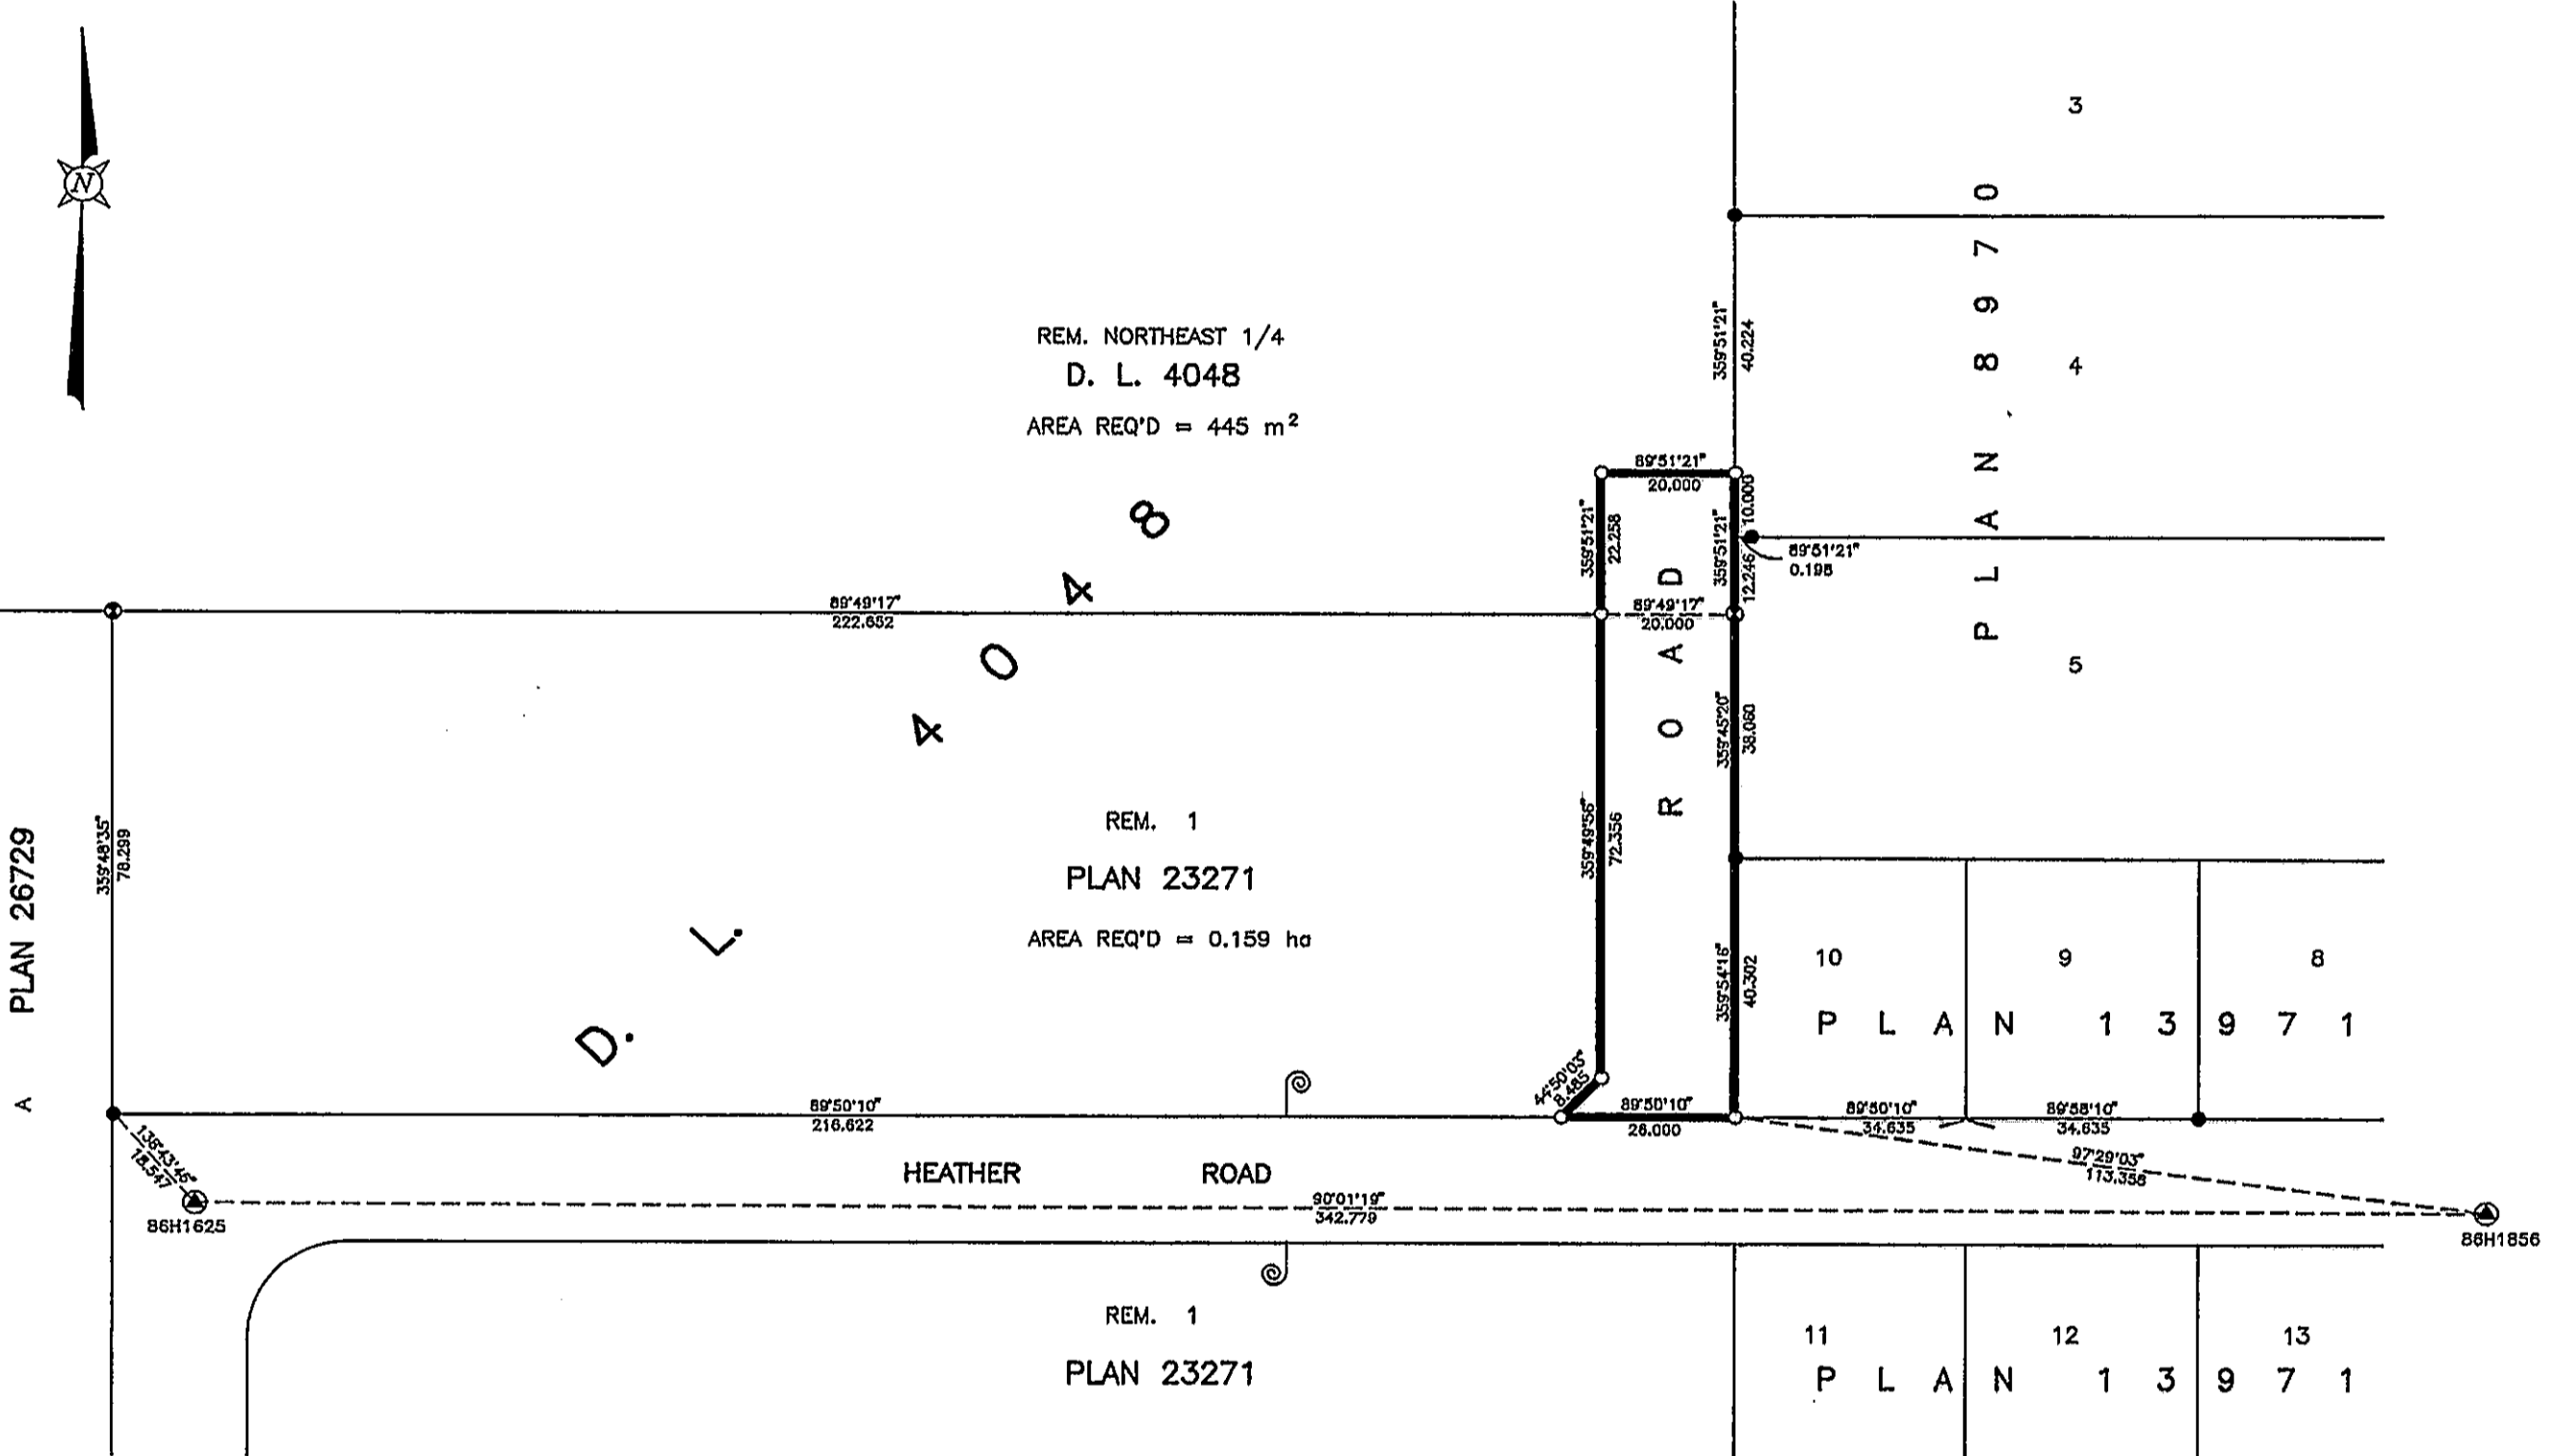 3
N
PLAN 8970
REM. NORTHEAST 1/4
D. L. 4048
AREA REQ'D = 445 m²
359°51'21"
40.224
4
89°51'21"
20.000
10.000
359°51'21"
22.258
359°51'21"
12.246
89°51'21"
0.198
89°49'17"
222.652
89°49'17"
20.000
D. L. 4048
ROAD
5
359°45'20"
38.060
359°48'35"
78.299
REM. 1
PLAN 23271
AREA REQ'D = 0.159 ha
359°49'56"
72.356
PLAN 26729
A
359°54'16"
40.302
10
9
8
PLAN 13971
44°50'03"
8.485
89°50'10"
216.622
89°50'10"
26.000
89°50'10"
34.635
89°58'10"
34.635
138°43'46"
18.547
HEATHER ROAD
97°29'03"
113.356
86H1625
90°01'19"
342.779
86H1856
REM. 1
PLAN 23271
11
12
13
PLAN 13971